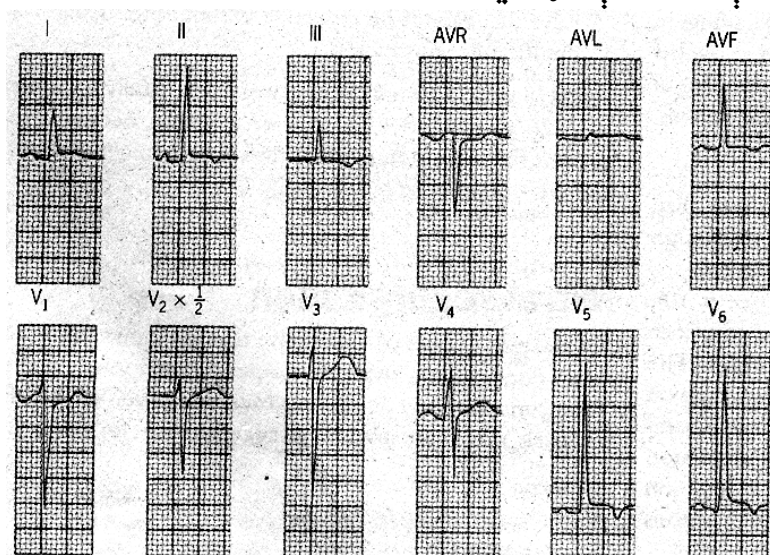 I II III AVR AVL AVF
V₁ V₂ × ½ V₃ V₄ V₅ V₆